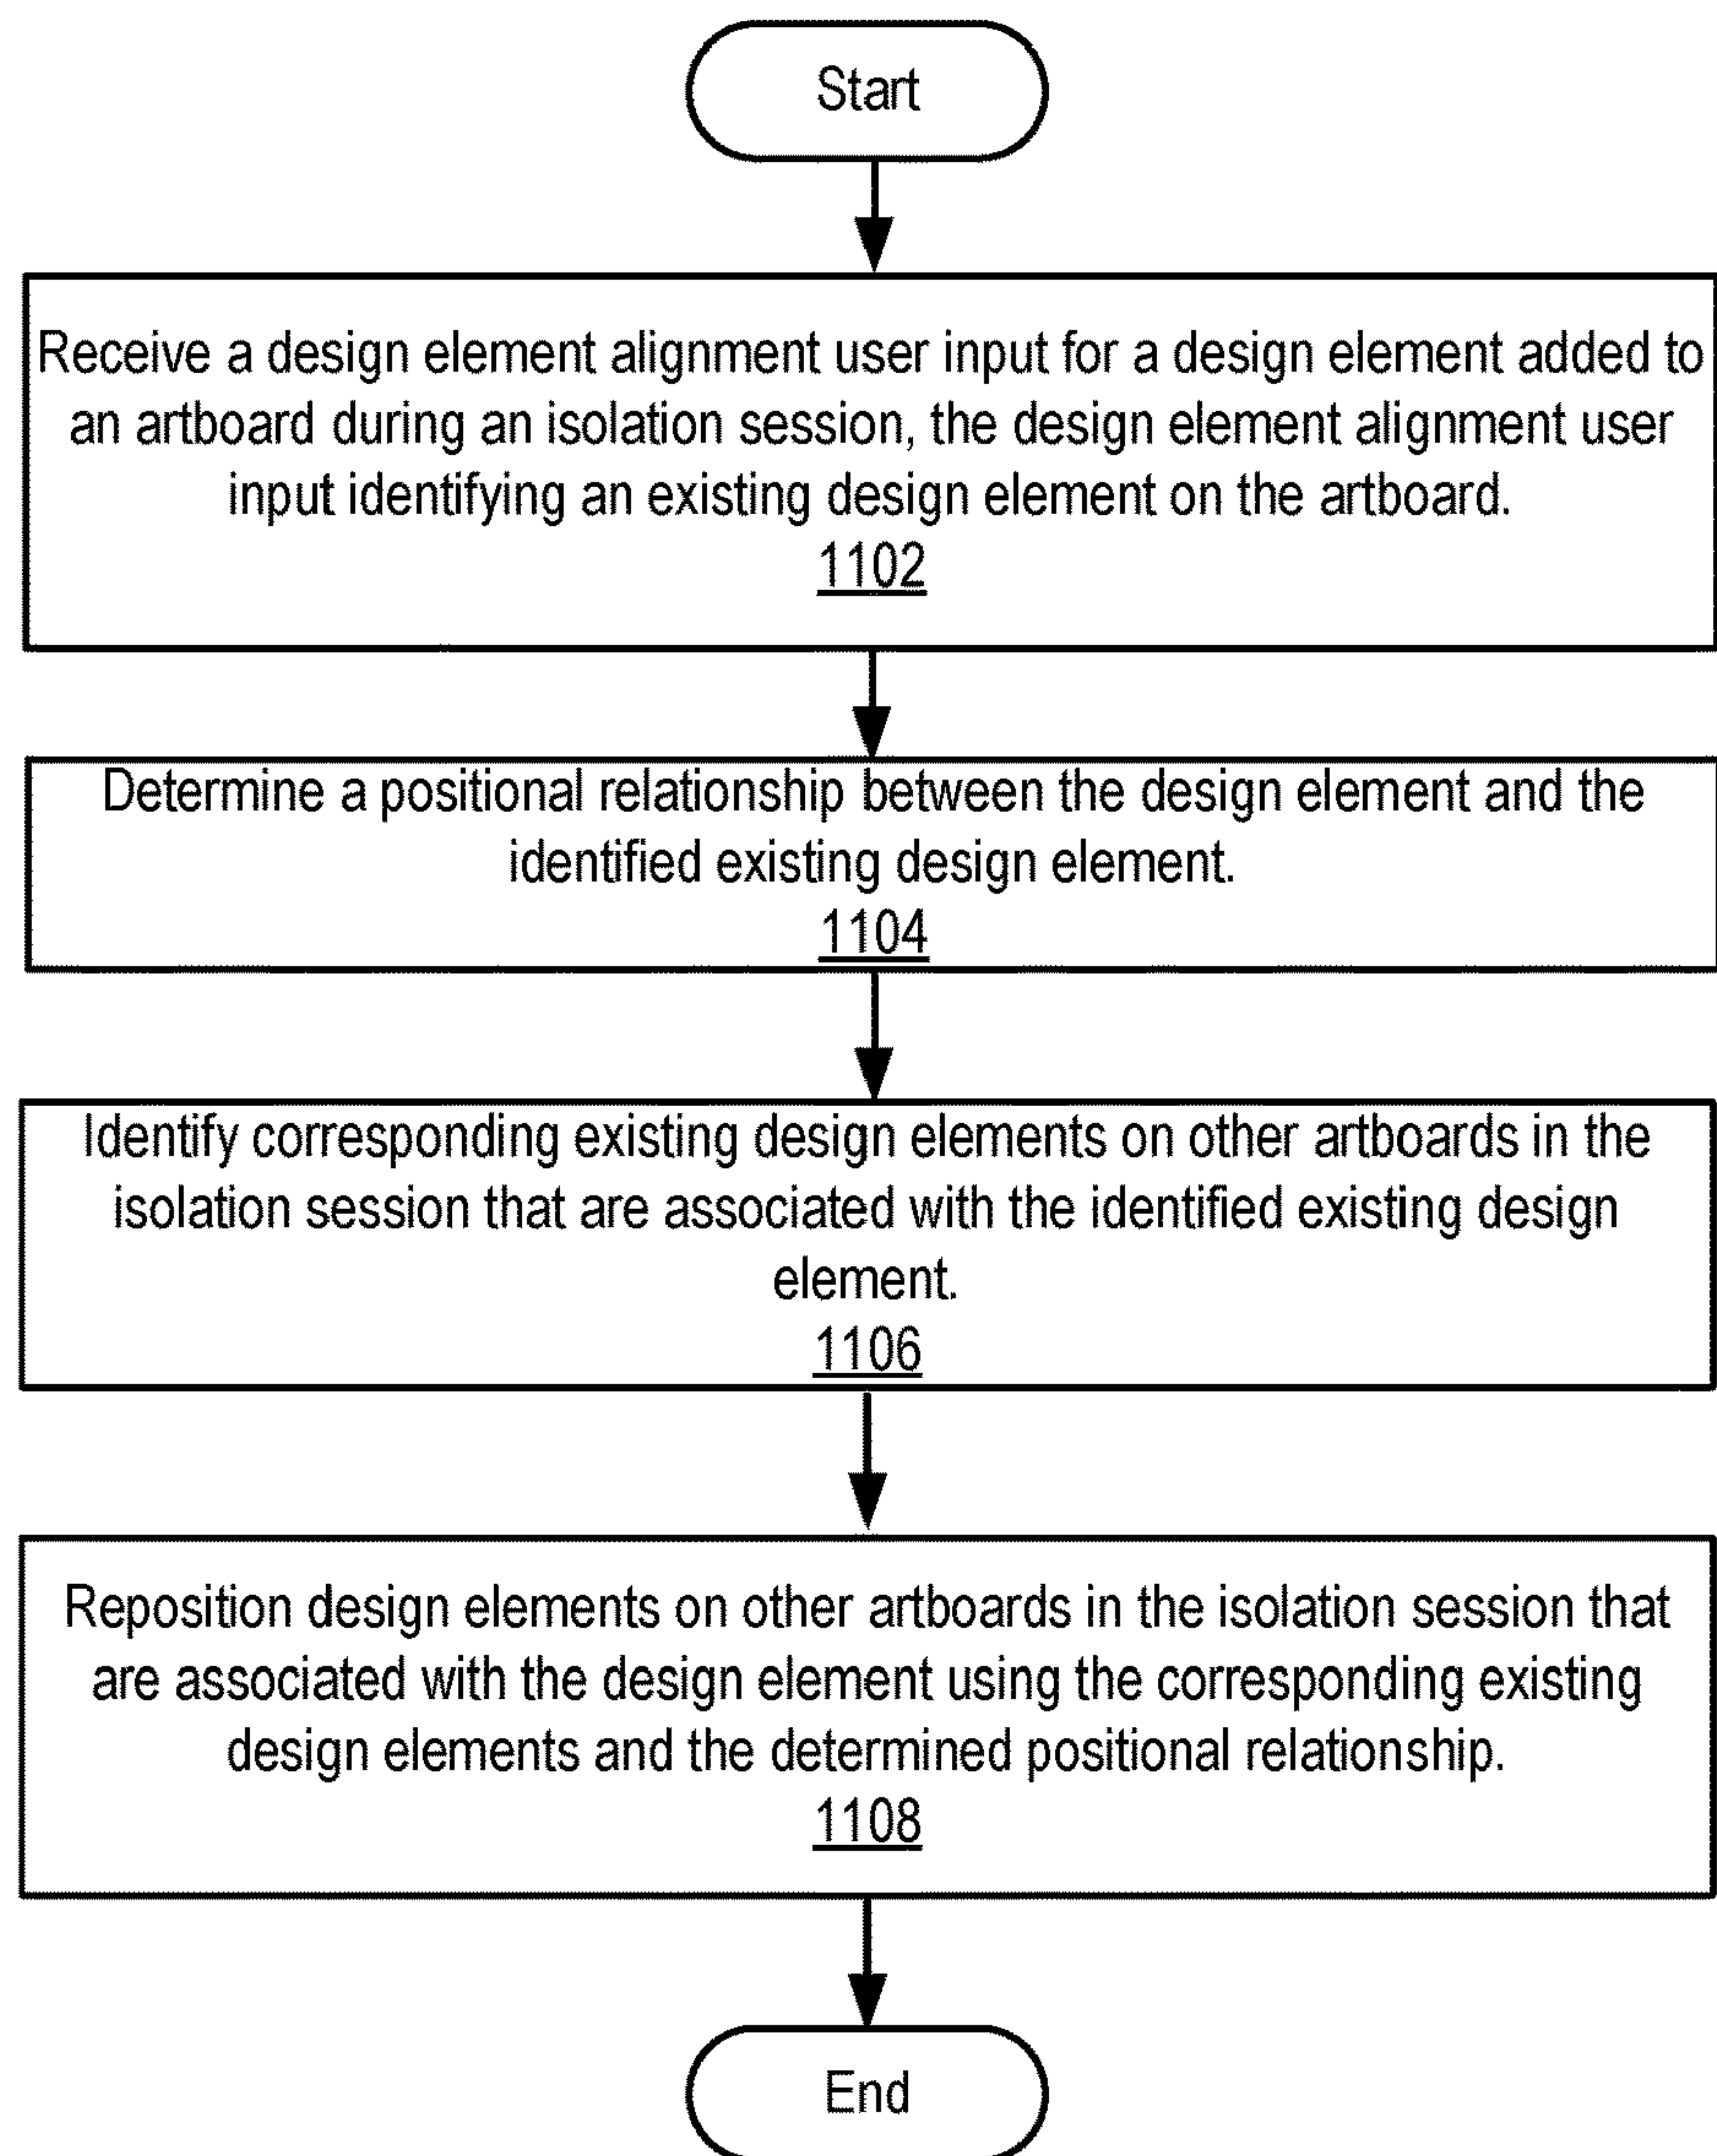 Start
Receive a design element alignment user input for a design element added to
an artboard during an isolation session, the design element alignment user
input identifying an existing design element on the artboard.
1102
Determine a positional relationship between the design element and the
identified existing design element.
1104
Identify corresponding existing design elements on other artboards in the
isolation session that are associated with the identified existing design
element.
1106
Reposition design elements on other artboards in the isolation session that
are associated with the design element using the corresponding existing
design elements and the determined positional relationship.
1108
End